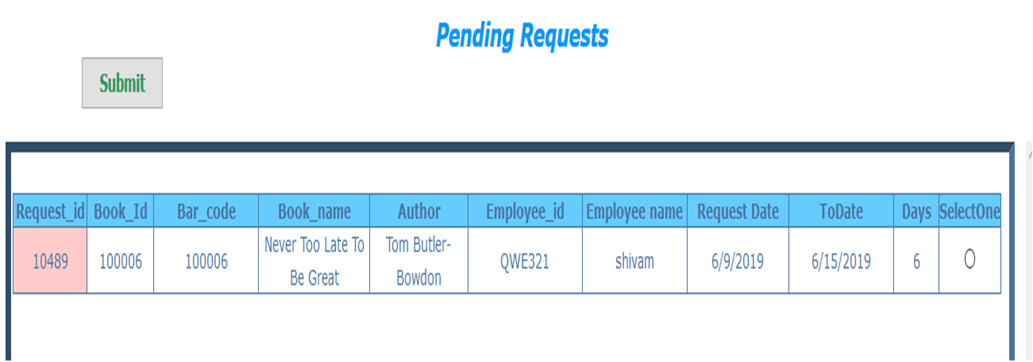 Pending Requests
Submit
Request_id Book_Id Bar_code Book_name Author Employee_id Employee name Request Date ToDate Days SelectOne
10489 100006 100006 Never Too Late To Be Great Tom Butler-Bowdon QWE321 shivam 6/9/2019 6/15/2019 6